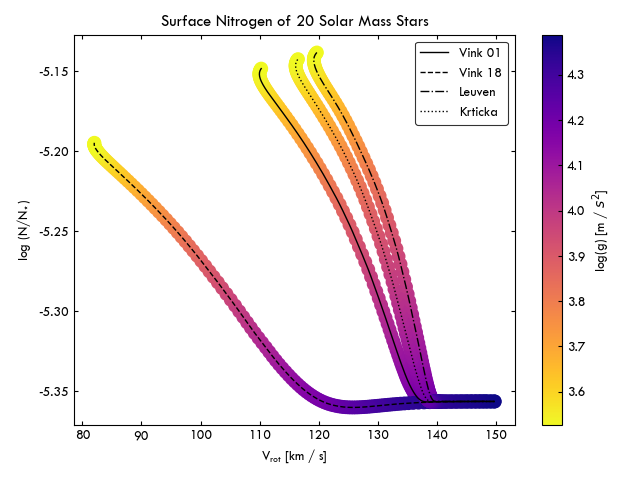 Surface Nitrogen of 20 Solar Mass Stars
Vink 01
Vink 18
Leuven
Krticka
-5.15
-5.20
-5.25
-5.30
-5.35
log (N/N*)
80 90 100 110 120 130 140 150
V_rot [km / s]
4.3
4.2
4.1
4.0
3.9
3.8
3.7
3.6
log(g) [m / s²]